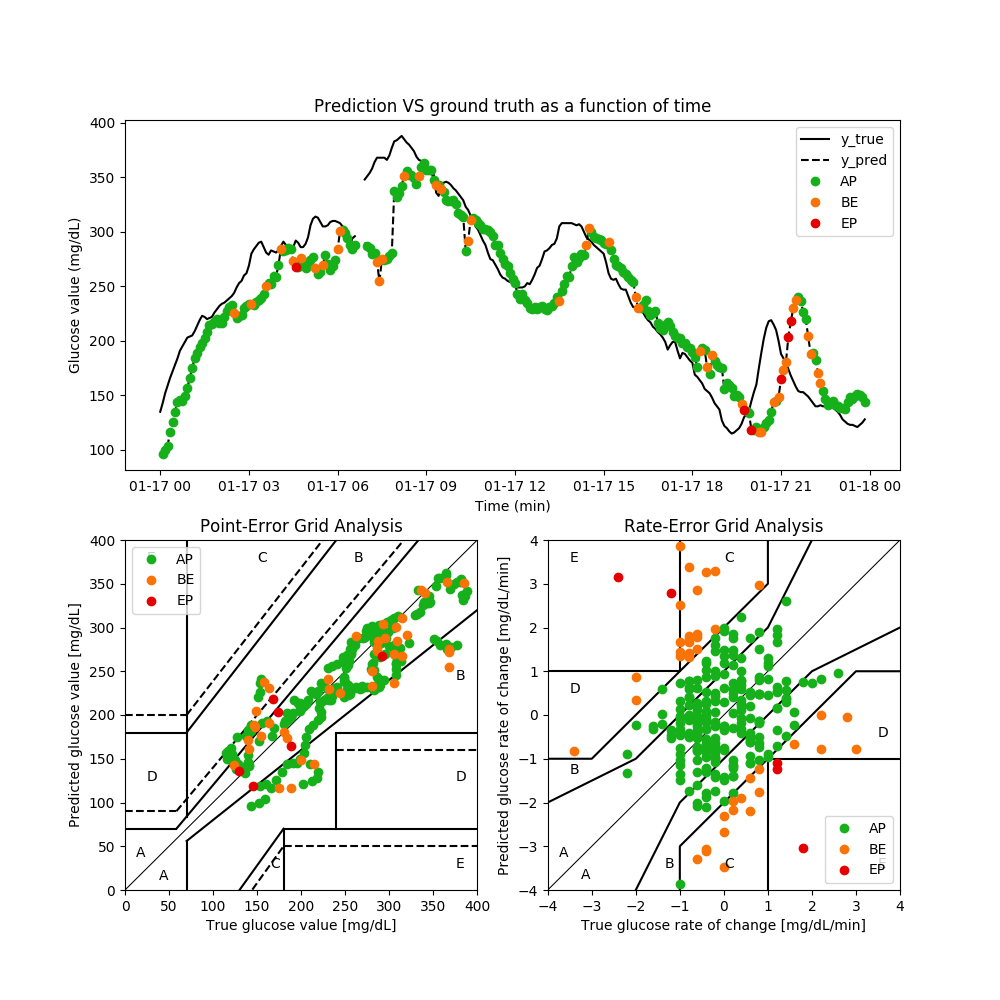 Prediction VS ground truth as a function of time
400
350
300
250
200
150
100
Glucose value (mg/dL)
y_true
y_pred
AP
BE
EP
01-17 00 01-17 03 01-17 06 01-17 09 01-17 12 01-17 15 01-17 18 01-17 21 01-18 00
Time (min)
Point-Error Grid Analysis
400
350
300
250
200
150
100
50
0
Predicted glucose value [mg/dL]
AP
BE
EP
C
B
B
D
D
A
A
C
E
0 50 100 150 200 250 300 350 400
True glucose value [mg/dL]
Rate-Error Grid Analysis
4
3
2
1
0
−1
−2
−3
−4
Predicted glucose rate of change [mg/dL/min]
E
C
D
D
B
A
A
B
C
AP
BE
EP
−4 −3 −2 −1 0 1 2 3 4
True glucose rate of change [mg/dL/min]